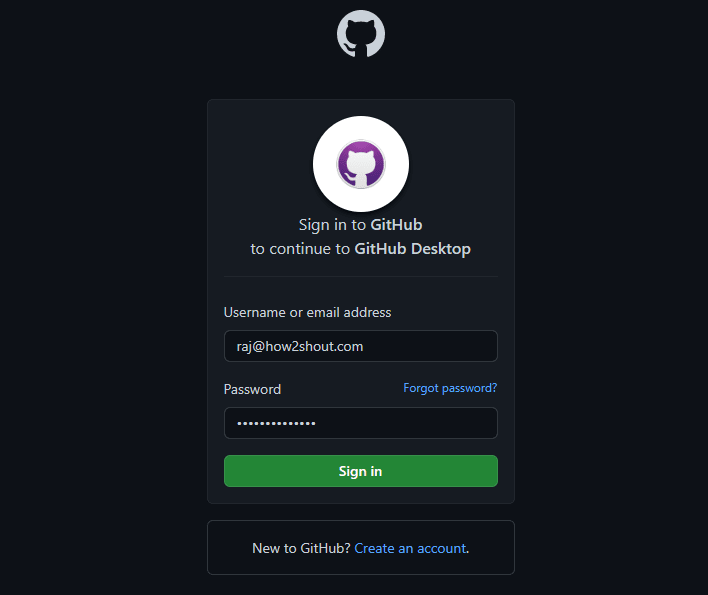 Sign in to GitHub
to continue to GitHub Desktop
Username or email address
raj@how2shout.com
Password Forgot password?
••••••••••••••
Sign in
New to GitHub? Create an account.